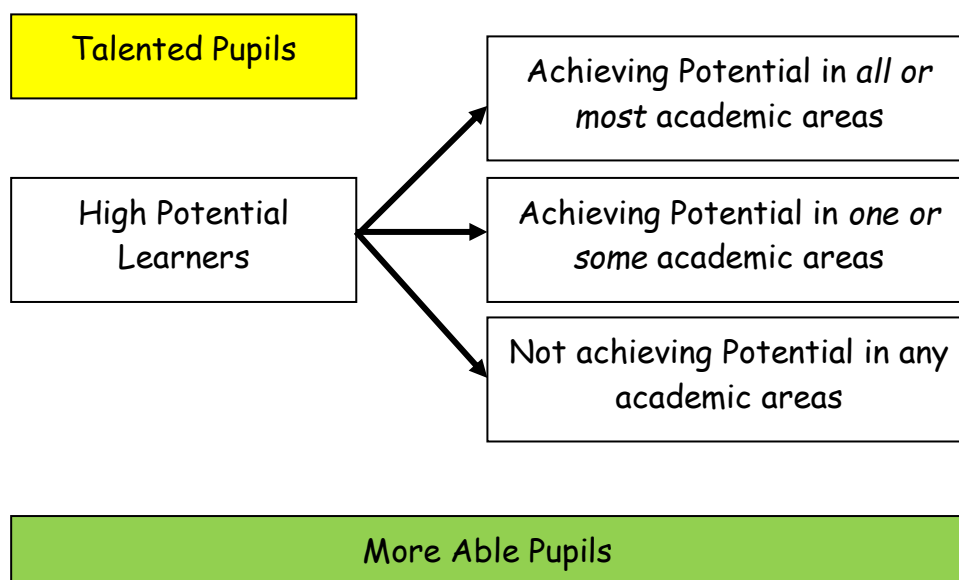 Talented Pupils
High Potential
Learners
Achieving Potential in all or
most academic areas
Achieving Potential in one or
some academic areas
Not achieving Potential in any
academic areas
More Able Pupils